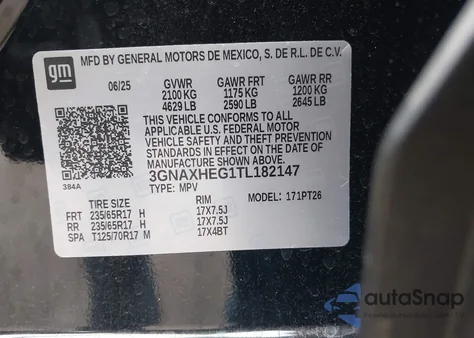 gm
MFD BY GENERAL MOTORS DE MEXICO, S. DE R.L. DE C.V.
06/25 GVWR GAWR FRT GAWR RR
2100 KG 1175 KG 1200 KG
4629 LB 2590 LB 2645 LB
THIS VEHICLE CONFORMS TO ALL
APPLICABLE U.S. FEDERAL MOTOR
VEHICLE SAFETY AND THEFT PREVENTION
STANDARDS IN EFFECT ON THE DATE OF
MANUFACTURE SHOWN ABOVE.
384A
3GNAXHEG1TL182147
TYPE: MPV MODEL: 171PT26
TIRE SIZE RIM
FRT 235/65R17 H 17X7.5J
RR 235/65R17 H 17X7.5J
SPA T125/70R17 M 17X4BT
autoSnap